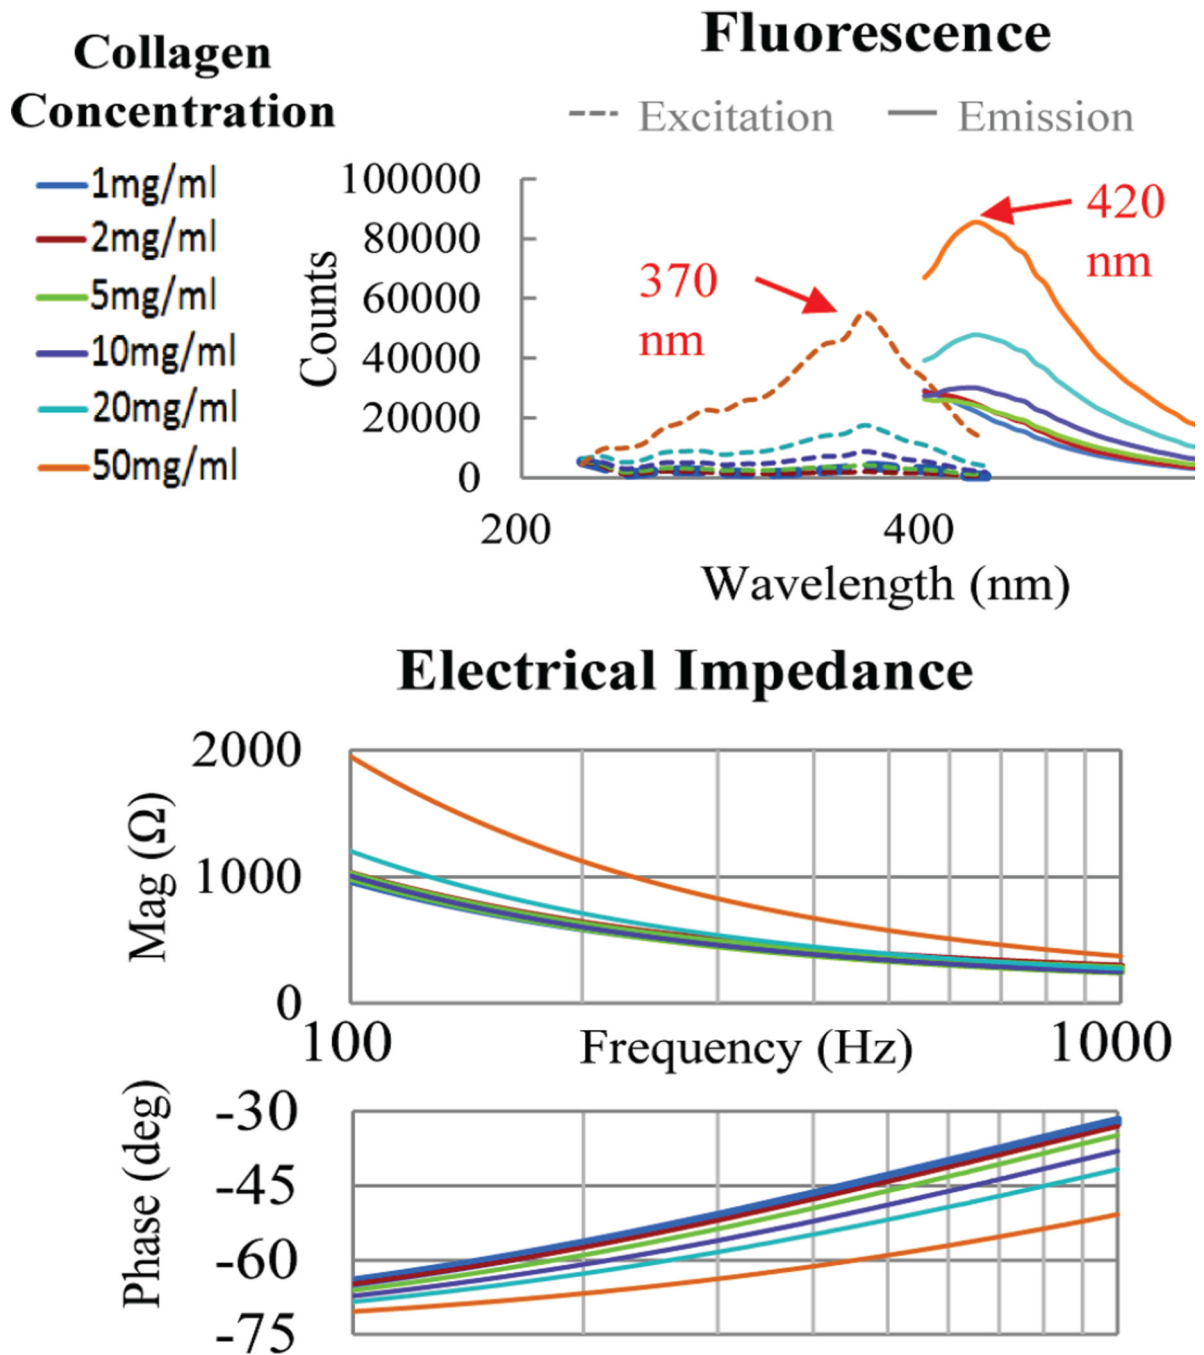 Collagen
Concentration
1mg/ml
2mg/ml
5mg/ml
10mg/ml
20mg/ml
50mg/ml
Fluorescence
Excitation Emission
Counts
100000
80000
60000
40000
20000
0
370
nm
420
nm
200 400
Wavelength (nm)
Electrical Impedance
Mag (Ω)
2000
1000
0
100 Frequency (Hz) 1000
Phase (deg)
-30
-45
-60
-75